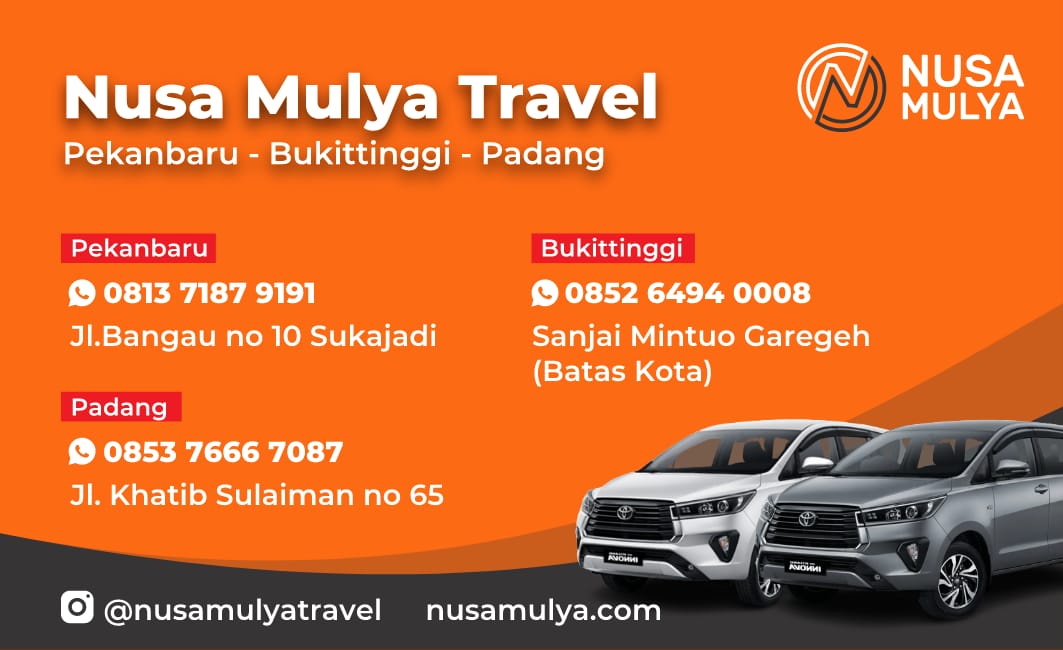 Nusa Mulya Travel
Pekanbaru - Bukittinggi - Padang
NUSA
MULYA
Pekanbaru
0813 7187 9191
Jl.Bangau no 10 Sukajadi
Bukittinggi
0852 6494 0008
Sanjai Mintuo Garegeh
(Batas Kota)
Padang
0853 7666 7087
Jl. Khatib Sulaiman no 65
@nusamulyatravel
nusamulya.com